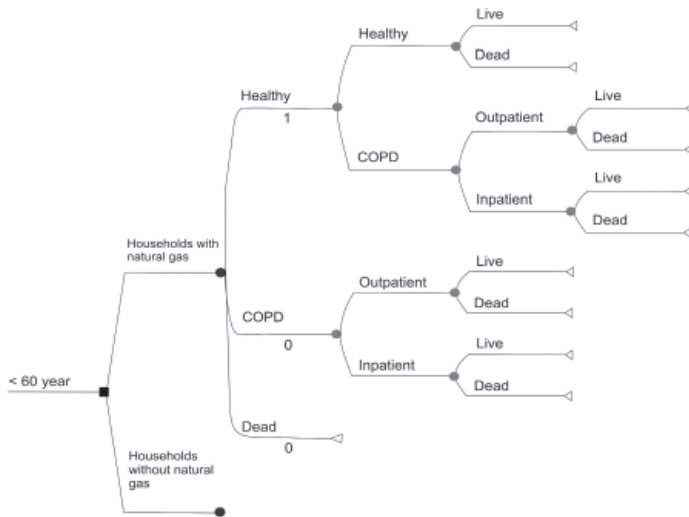 Live
Healthy
Dead
Healthy
1
Live
Outpatient
Dead
COPD
Live
Inpatient
Dead
Households with
natural gas
Live
Outpatient
Dead
COPD
0
Live
Inpatient
Dead
< 60 year
Dead
0
Households
without natural
gas